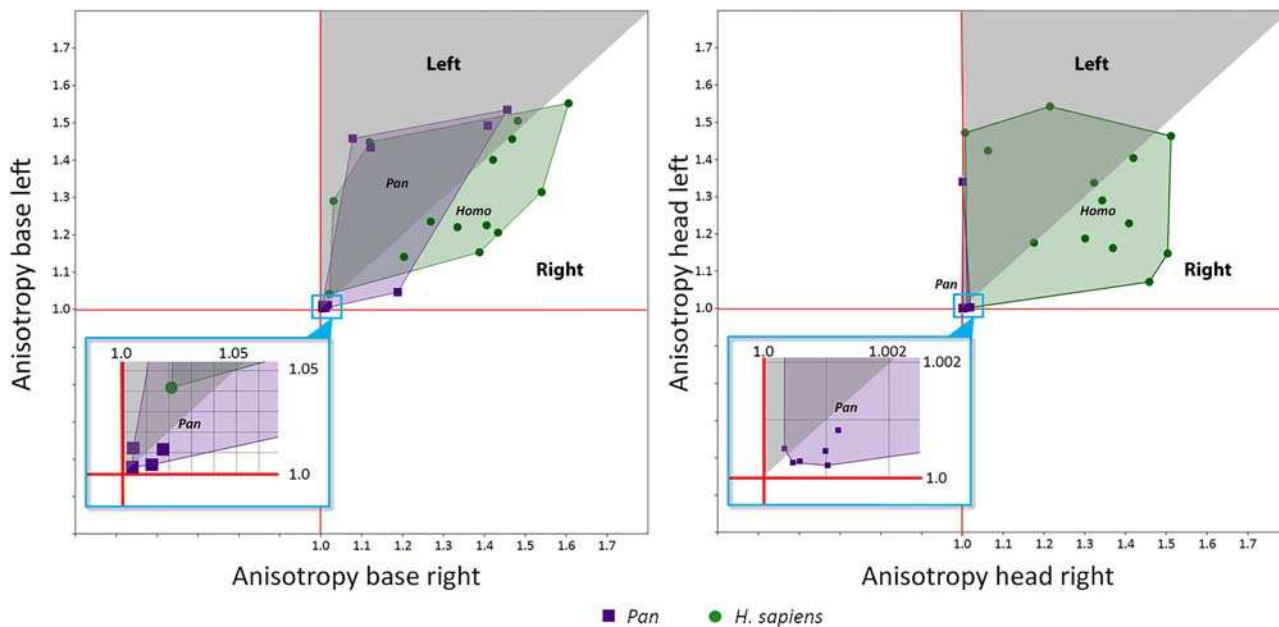 Anisotropy base left
1.7
1.6
1.5
1.4
1.3
1.2
1.1
1.0
Left
Pan
Homo
Right
1.0
1.05
1.05
Pan
1.0
1.0
1.1
1.2
1.3
1.4
1.5
1.6
1.7
Anisotropy base right
Anisotropy head left
1.7
1.6
1.5
1.4
1.3
1.2
1.1
1.0
Left
Homo
Right
Pan
1.0
1.002
1.002
Pan
1.0
1.0
1.1
1.2
1.3
1.4
1.5
1.6
1.7
Anisotropy head right
Pan
H. sapiens